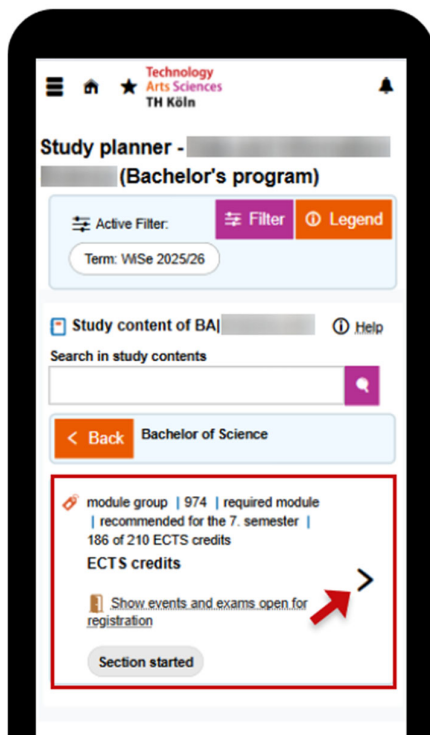 Technology
Arts Sciences
TH Köln
Study planner -
(Bachelor's program)
Active Filter:
Filter
Legend
Term: WiSe 2025/26
Study content of BA|
Help
Search in study contents
< Back
Bachelor of Science
module group | 974 | required module
| recommended for the 7. semester |
186 of 210 ECTS credits
ECTS credits
Show events and exams open for
registration
Section started